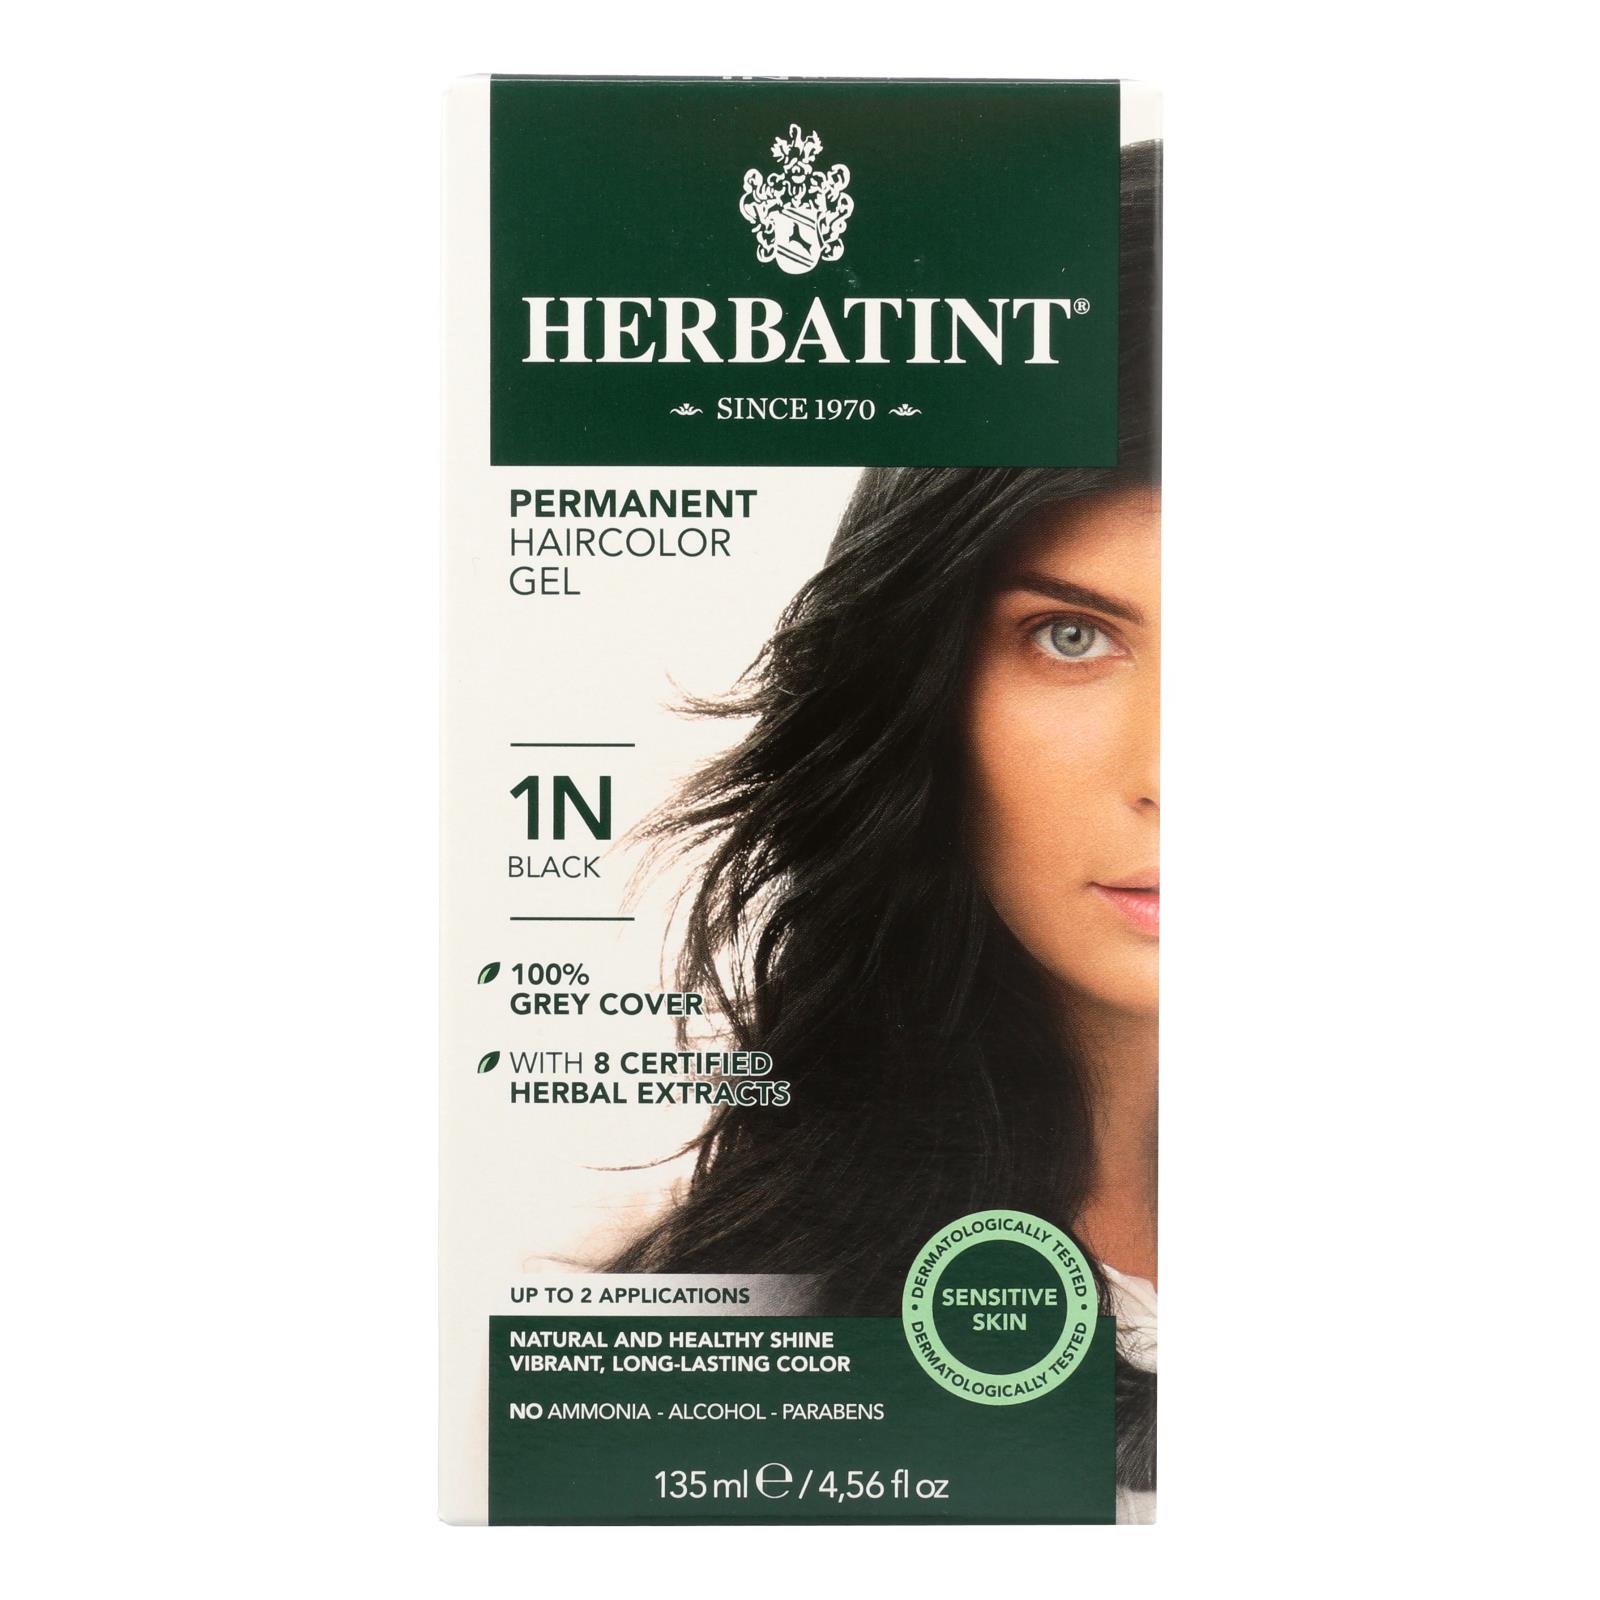 HERBATINT®
SINCE 1970
PERMANENT
HAIRCOLOR
GEL
1N
BLACK
100%
GREY COVER
WITH 8 CERTIFIED
HERBAL EXTRACTS
UP TO 2 APPLICATIONS
NATURAL AND HEALTHY SHINE
VIBRANT, LONG-LASTING COLOR
NO AMMONIA - ALCOHOL - PARABENS
• DERMATOLOGICALLY TESTED •
SENSITIVE
SKIN
DERMATOLOGICALLY TESTED
135 ml ℮ / 4,56 fl oz